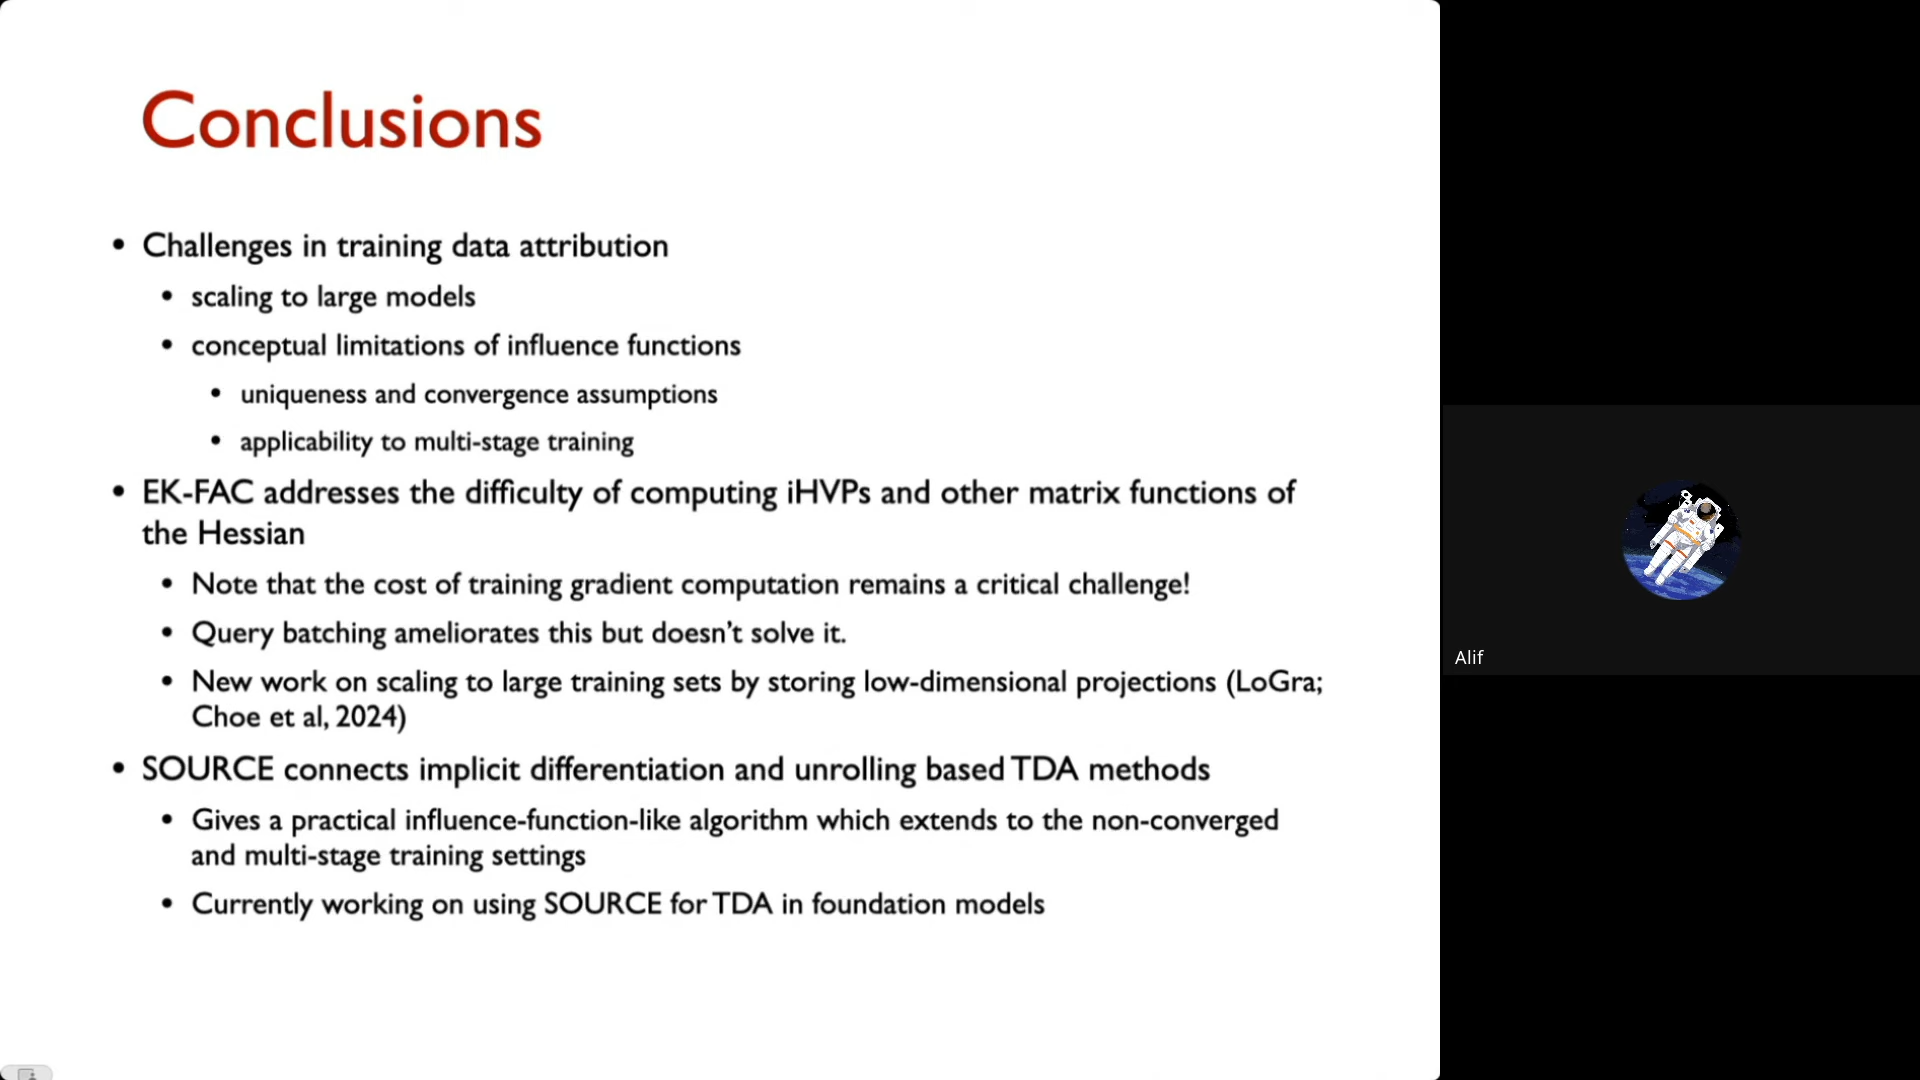 Conclusions
• Challenges in training data attribution
• scaling to large models
• conceptual limitations of influence functions
• uniqueness and convergence assumptions
• applicability to multi-stage training
• EK-FAC addresses the difficulty of computing iHVPs and other matrix functions of
the Hessian
• Note that the cost of training gradient computation remains a critical challenge!
• Query batching ameliorates this but doesn’t solve it.
• New work on scaling to large training sets by storing low-dimensional projections (LoGra;
Choe et al, 2024)
• SOURCE connects implicit differentiation and unrolling based TDA methods
• Gives a practical influence-function-like algorithm which extends to the non-converged
and multi-stage training settings
• Currently working on using SOURCE for TDA in foundation models
Alif